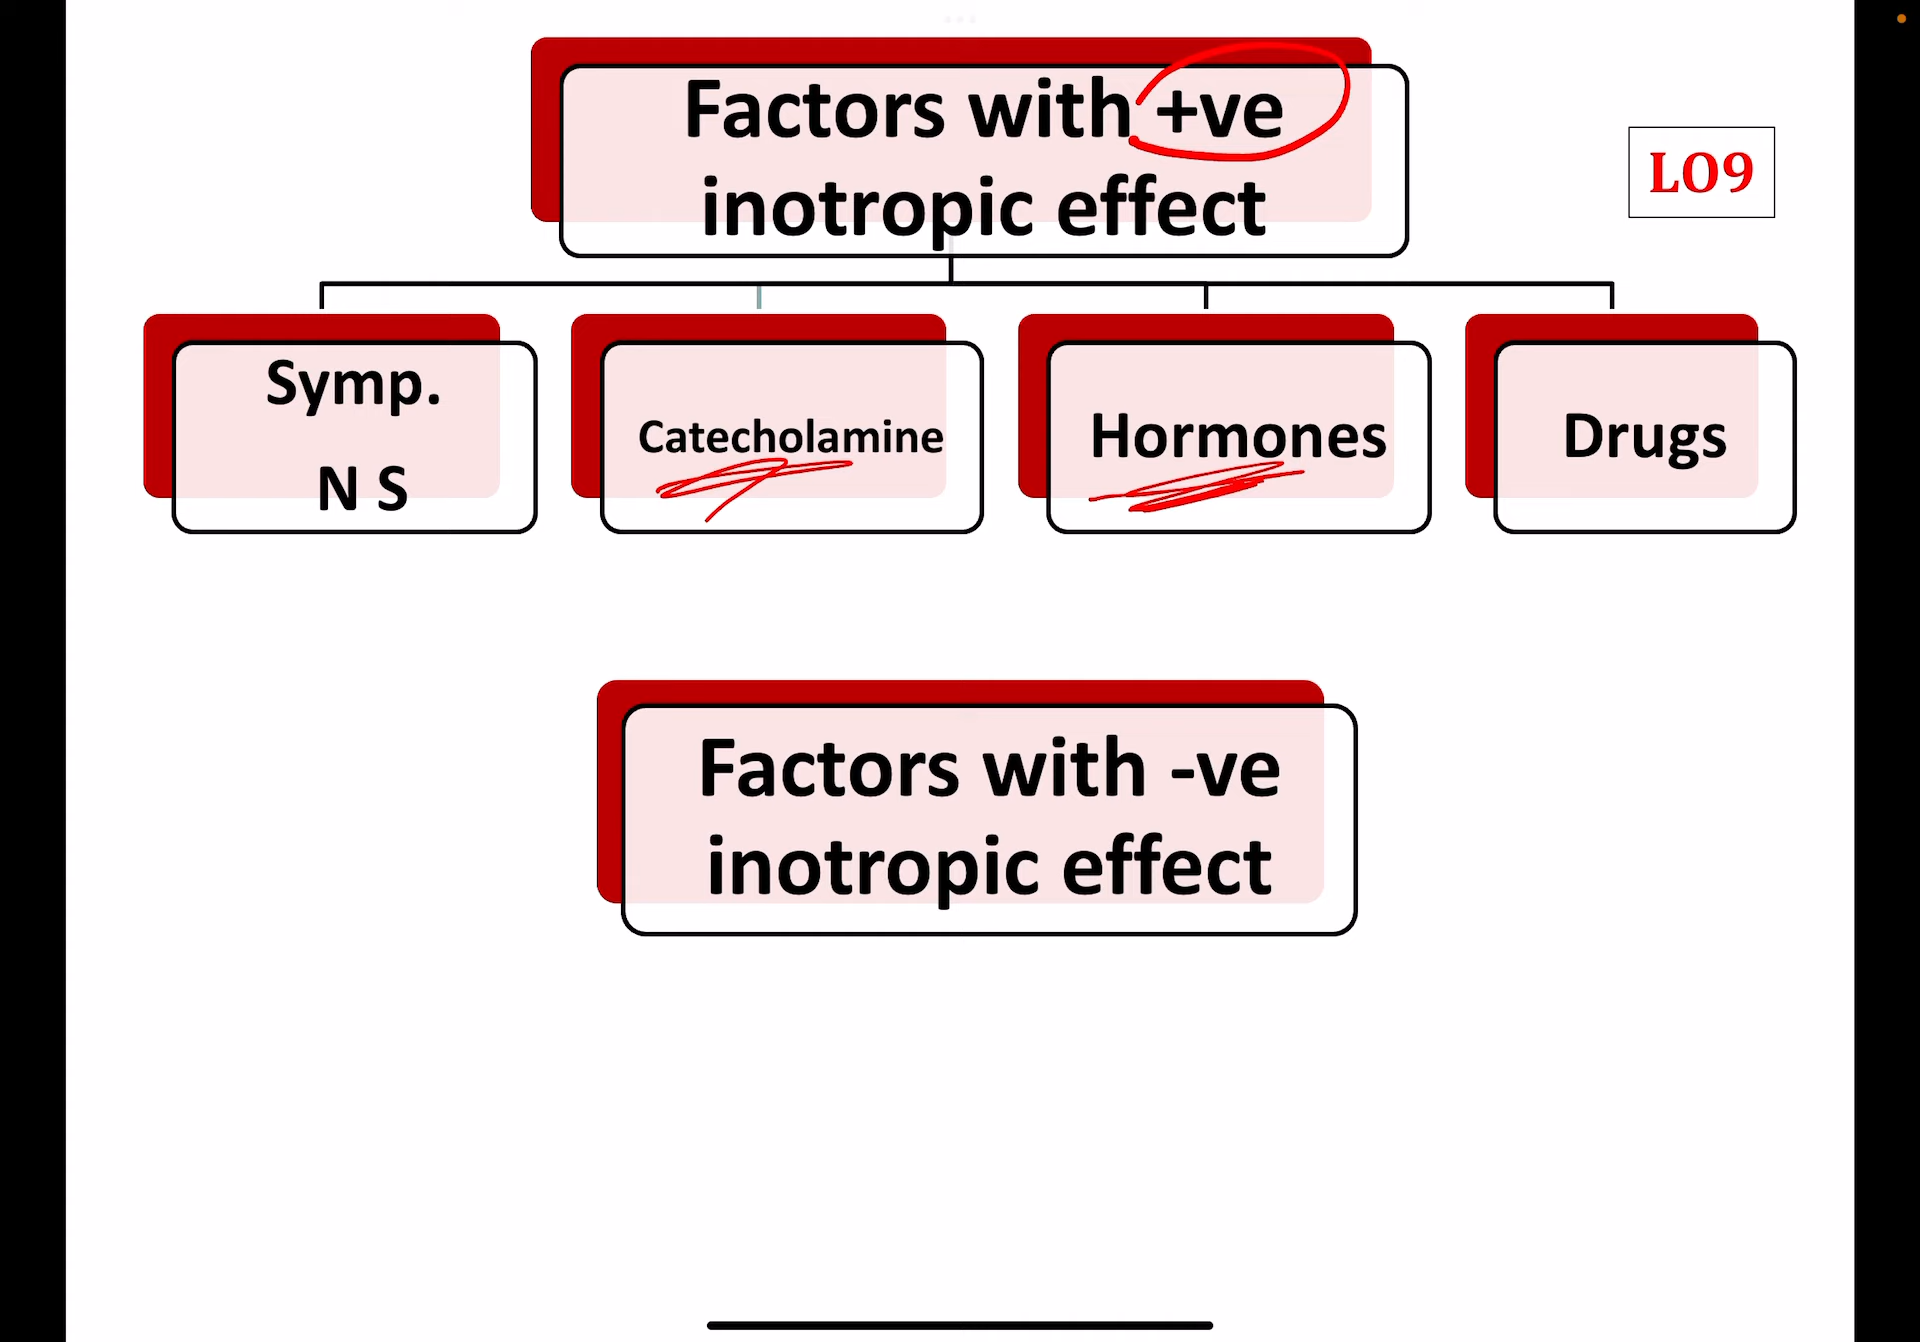 Factors with +ve
inotropic effect
LO9
Symp.
N S
Catecholamine
Hormones
Drugs
Factors with -ve
inotropic effect